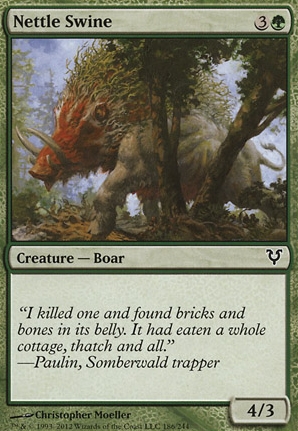 Nettle Swine 3
Creature — Boar
“I killed one and found bricks and
bones in its belly. It had eaten a whole
cottage, thatch and all.”
—Paulin, Somberwald trapper
Christopher Moeller
™ & © 1993–2012 Wizards of the Coast LLC 186/244
4/3